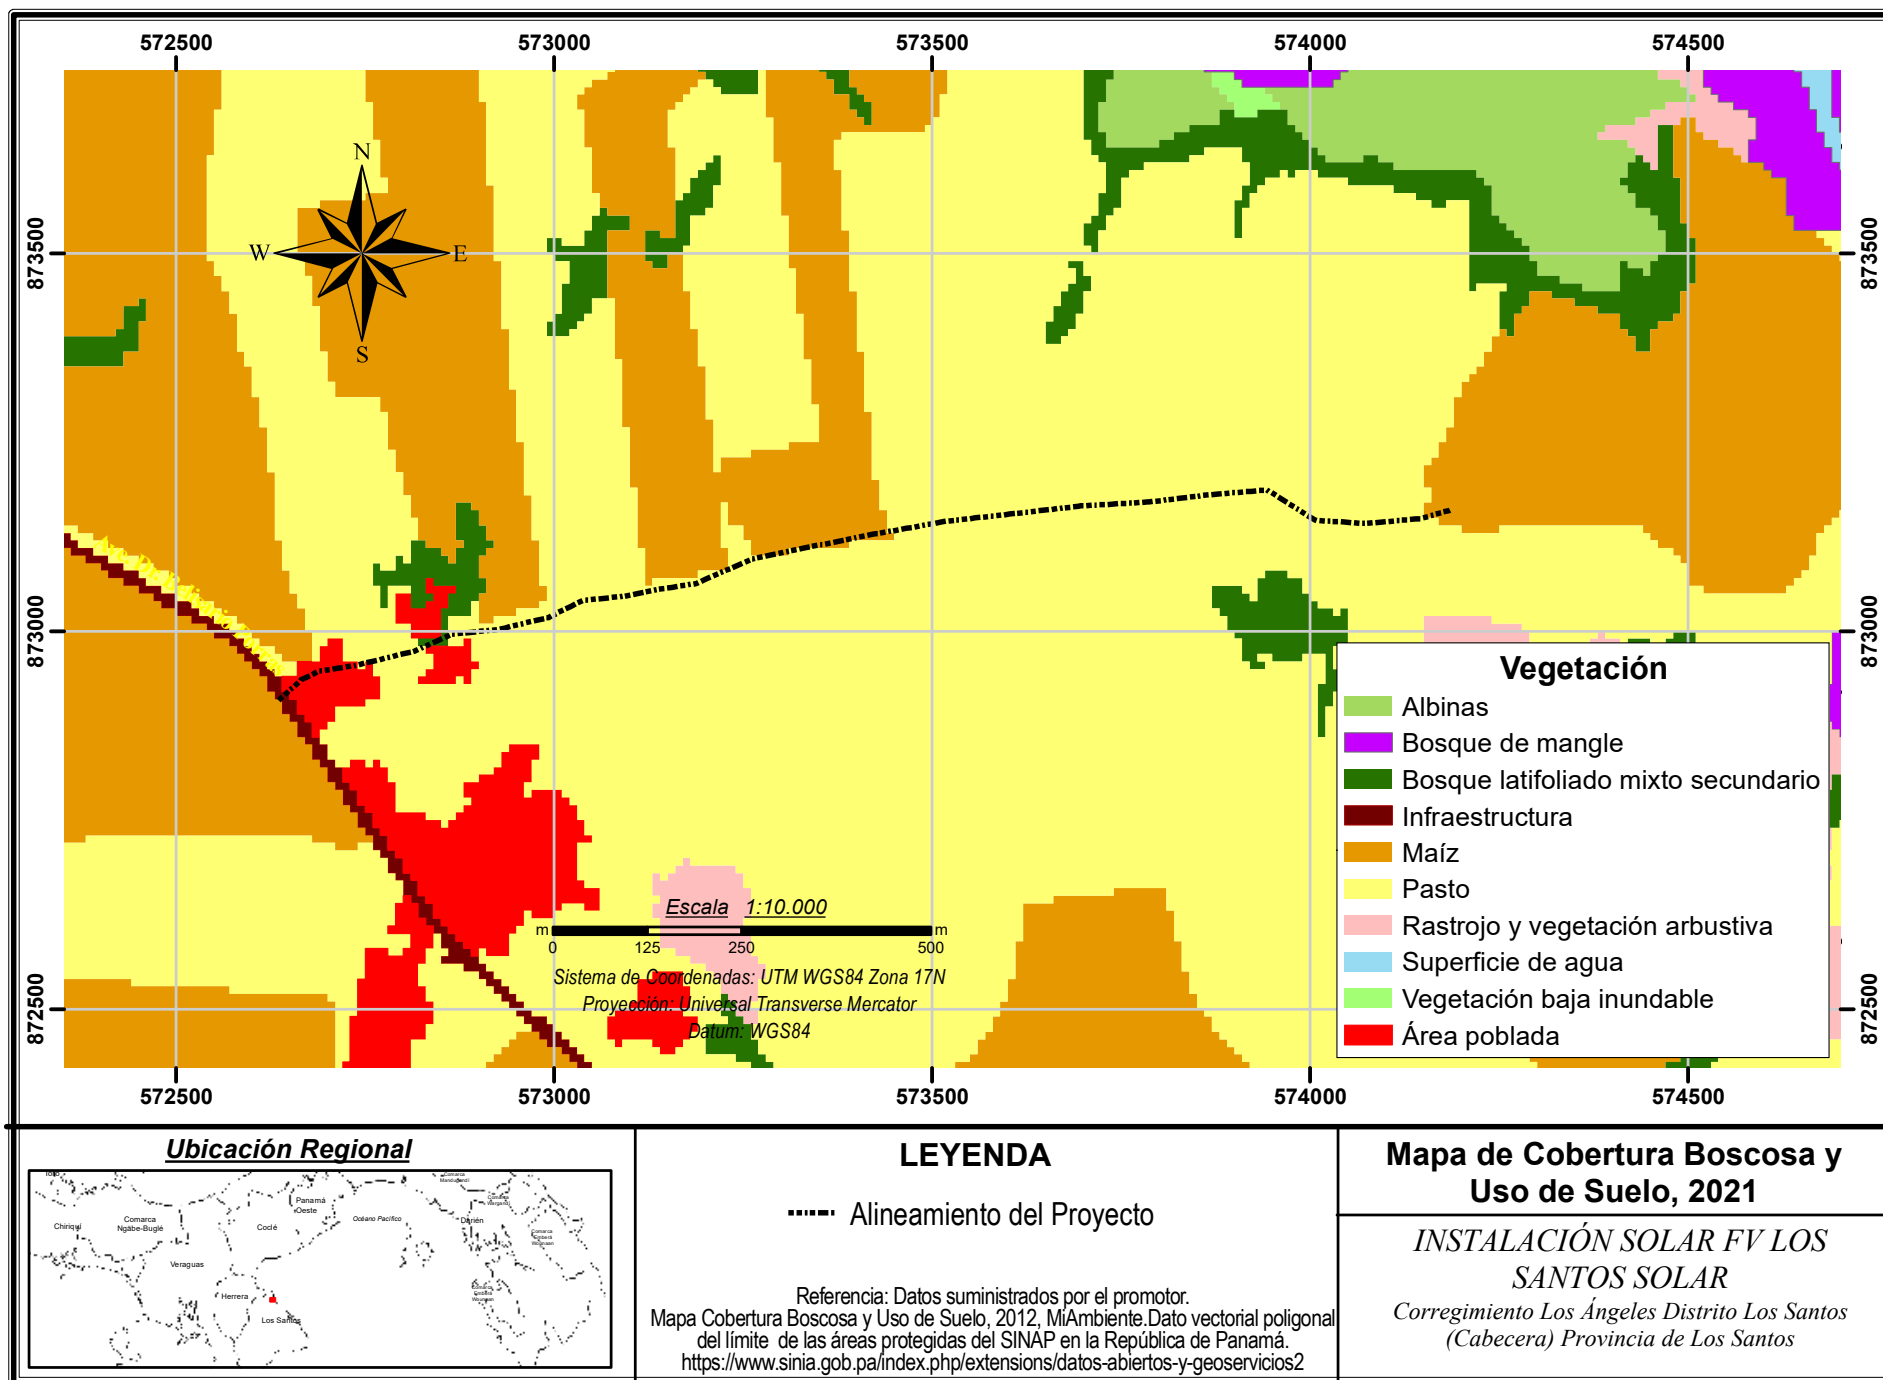 572500 573000 573500 574000 574500
N
W E
S
873500 873500
873000 873000
872500 872500
Vegetación
Albinas
Bosque de mangle
Bosque latifoliado mixto secundario
Infraestructura
Maíz
Pasto
Rastrojo y vegetación arbustiva
Superficie de agua
Vegetación baja inundable
Área poblada
Escala 1:10.000
m m
0 125 250 500
Sistema de Coordenadas: UTM WGS84 Zona 17N
Proyección: Universal Transverse Mercator
Datum: WGS84
572500 573000 573500 574000 574500
Ubicación Regional
Chiriquí
Comarca
Ngäbe-Buglé
Veraguas
Coclé
Panamá
Oeste
Océano Pacífico
Herrera
Los Santos
Darién
LEYENDA
Alineamiento del Proyecto
Referencia: Datos suministrados por el promotor.
Mapa Cobertura Boscosa y Uso de Suelo, 2012, MiAmbiente.Dato vectorial poligonal
del límite de las áreas protegidas del SINAP en la República de Panamá.
https://www.sinia.gob.pa/index.php/extensions/datos-abiertos-y-geoservicios2
Mapa de Cobertura Boscosa y
Uso de Suelo, 2021
INSTALACIÓN SOLAR FV LOS
SANTOS SOLAR
Corregimiento Los Ángeles Distrito Los Santos
(Cabecera) Provincia de Los Santos